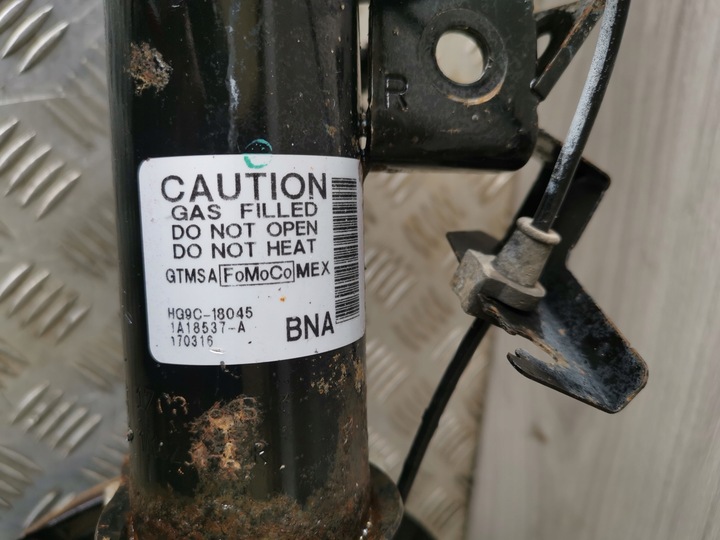 R
CAUTION
GAS FILLED
DO NOT OPEN
DO NOT HEAT
GTMSA FoMoCo MEX
HG9C-18045
1A18537-A
170316
BNA